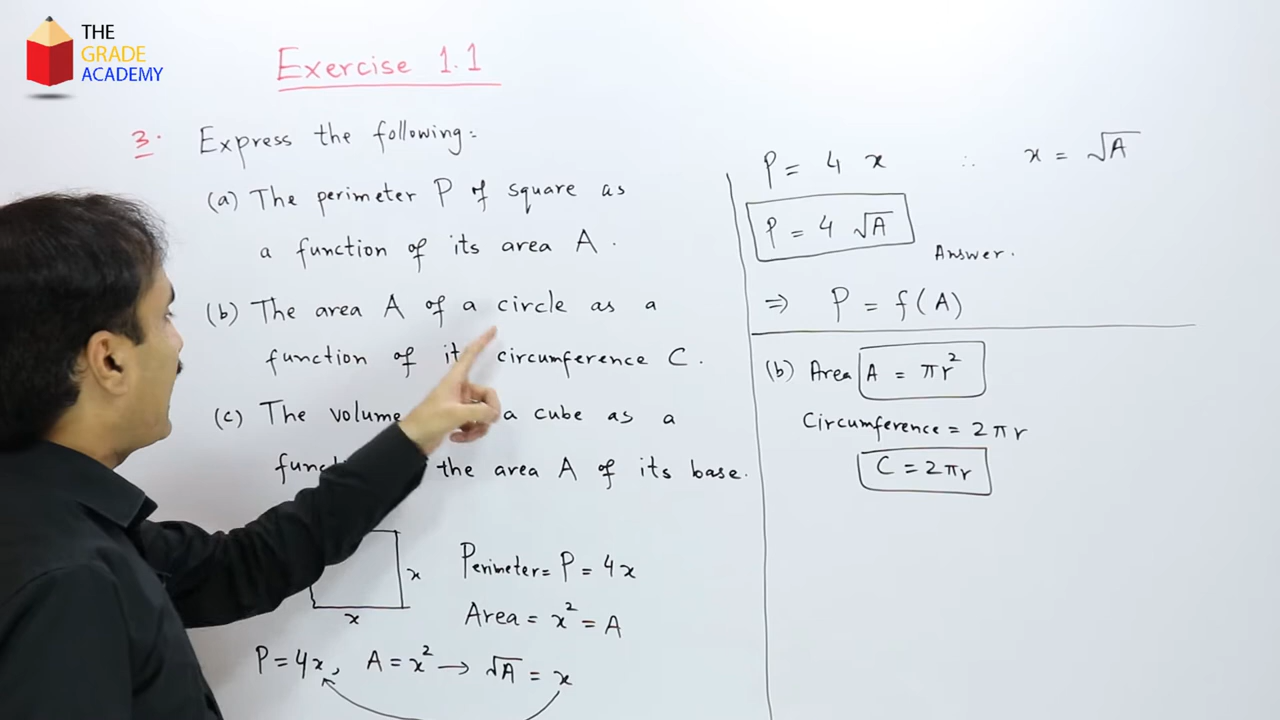 THE
GRADE
ACADEMY
Exercise 1.1
3. Express the following:
(a) The perimeter P of square as
a function of its area A.
(b) The area A of a circle as a
function of circumference C.
(c) The volume a cube as a
the area A of its base.
x
x
Perimeter = P = 4x
Area = x² = A
P = 4x, A = x² → √A = x
P = 4 x ∴ x = √A
P = 4 √A
Answer.
⇒ P = f(A)
(b) Area A = πr²
Circumference = 2πr
C = 2πr